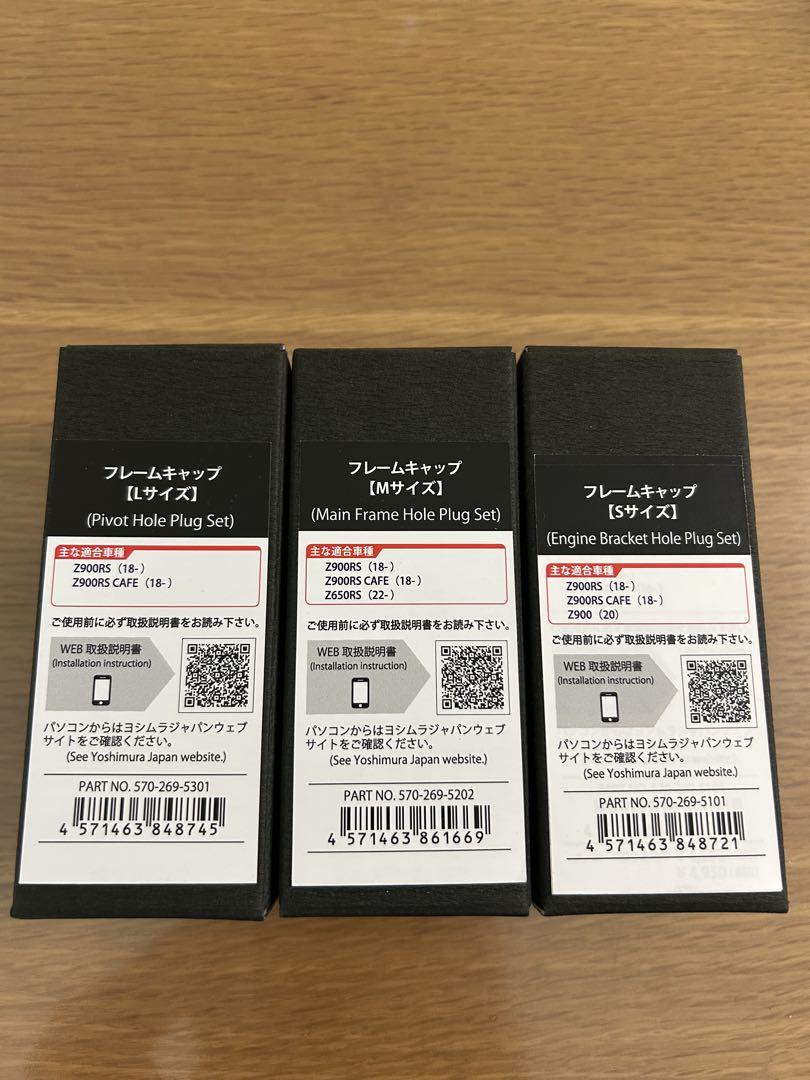 フレームキャップ
【Lサイズ】
(Pivot Hole Plug Set)
主な適合車種
Z900RS（18-）
Z900RS CAFE（18-）
ご使用前に必ず取扱説明書をお読み下さい。
WEB 取扱説明書
(Installation instruction)
パソコンからはヨシムラジャパンウェブ
サイトをご確認ください。
(See Yoshimura Japan website.)
PART NO. 570-269-5301
4 571463 848745
フレームキャップ
【Mサイズ】
(Main Frame Hole Plug Set)
主な適合車種
Z900RS（18-）
Z900RS CAFE（18-）
Z650RS（22-）
ご使用前に必ず取扱説明書をお読み下さい。
WEB 取扱説明書
(Installation instruction)
パソコンからはヨシムラジャパンウェブ
サイトをご確認ください。
(See Yoshimura Japan website.)
PART NO. 570-269-5202
4 571463 861669
フレームキャップ
【Sサイズ】
(Engine Bracket Hole Plug Set)
主な適合車種
Z900RS（18-）
Z900RS CAFE（18-）
Z900（20）
ご使用前に必ず取扱説明書をお読み下さい。
WEB 取扱説明書
(Installation instruction)
パソコンからはヨシムラジャパンウェブ
サイトをご確認ください。
(See Yoshimura Japan website.)
PART NO. 570-269-5101
4 571463 848721